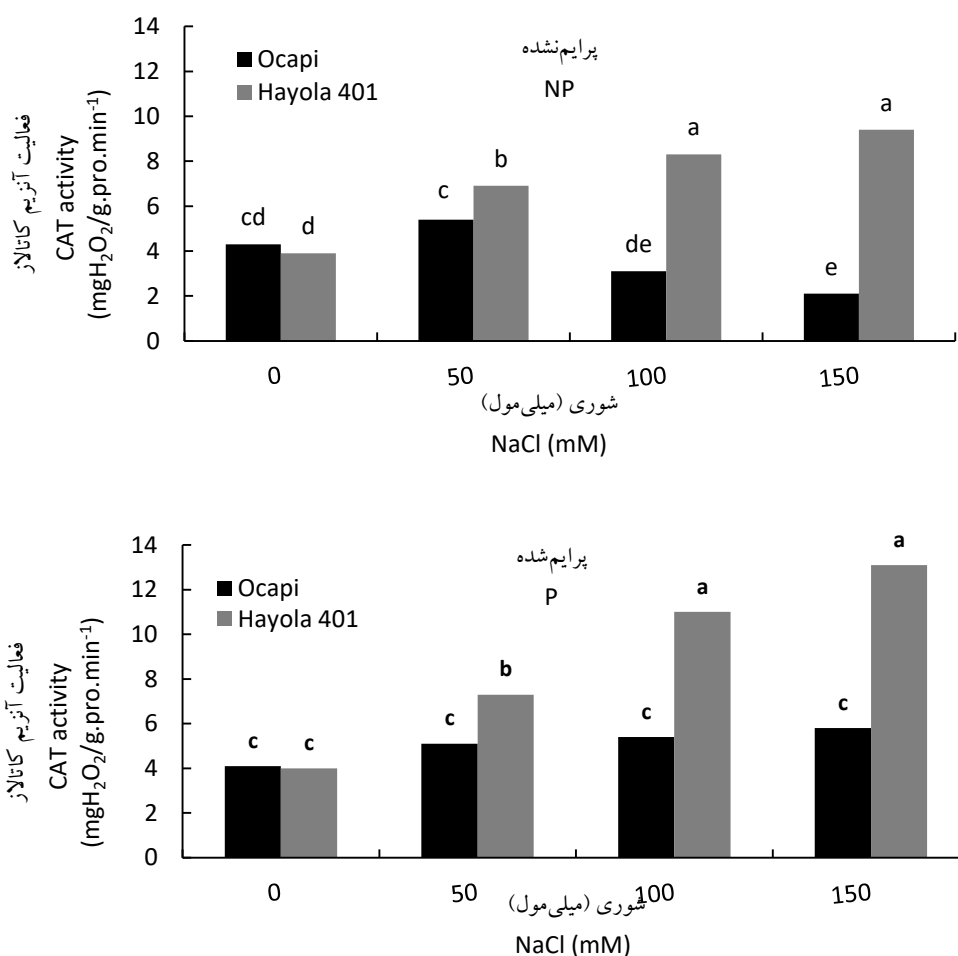 فعالیت آنزیم کاتالاز
CAT activity
(mgH₂O₂/g.pro.min⁻¹)
14
12
10
8
6
4
2
0
Ocapi
Hayola 401
پرایم‌نشده
NP
cd
d
c
b
de
a
e
a
0
50
100
150
شوری (میلی‌مول)
NaCl (mM)
فعالیت آنزیم کاتالاز
CAT activity
(mgH₂O₂/g.pro.min⁻¹)
14
12
10
8
6
4
2
0
Ocapi
Hayola 401
پرایم‌شده
P
c
c
c
b
c
a
c
a
0
50
100
150
شوری (میلی‌مول)
NaCl (mM)